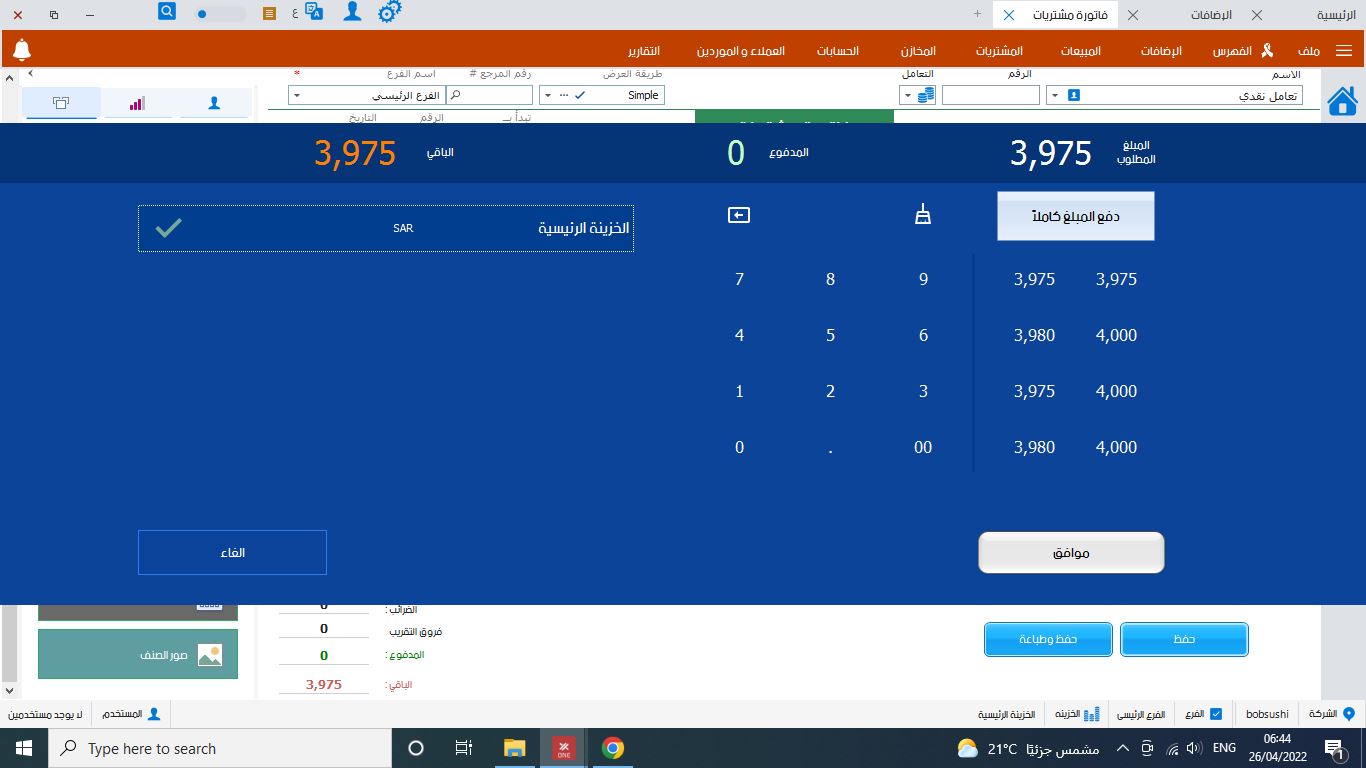 الرئيسية
الإضافات
فاتورة مشتريات
+
ع
ملف
الفهرس
الإضافات
المبيعات
المشتريات
المخازن
الحسابات
العملاء و الموردين
التقارير
الاسم
الرقم
التعامل
طريقة العرض
رقم المرجع #
اسم الفرع *
تعامل نقدي
Simple
الفرع الرئيسي
تبدأ بـ
الرقم
التاريخ
المبلغ المطلوب
3,975
المدفوع
0
الباقي
3,975
دفع المبلغ كاملاً
الخزينة الرئيسية
SAR
7 8 9 3,975 3,975
4 5 6 3,980 4,000
1 2 3 3,975 4,000
0 . 00 3,980 4,000
موافق
الغاء
الضرائب :
0
فروق التقريب :
0
المدفوع :
0
الباقي :
3,975
حفظ
حفظ وطباعة
صور الصنف
الشركة
bobsushi
الفرع
الفرع الرئيسي
الخزينه
الخزينة الرئيسية
المستخدم
لا يوجد مستخدمين
Type here to search
ONE
21°C مشمس جزئيًا
ENG
06:44
26/04/2022
1